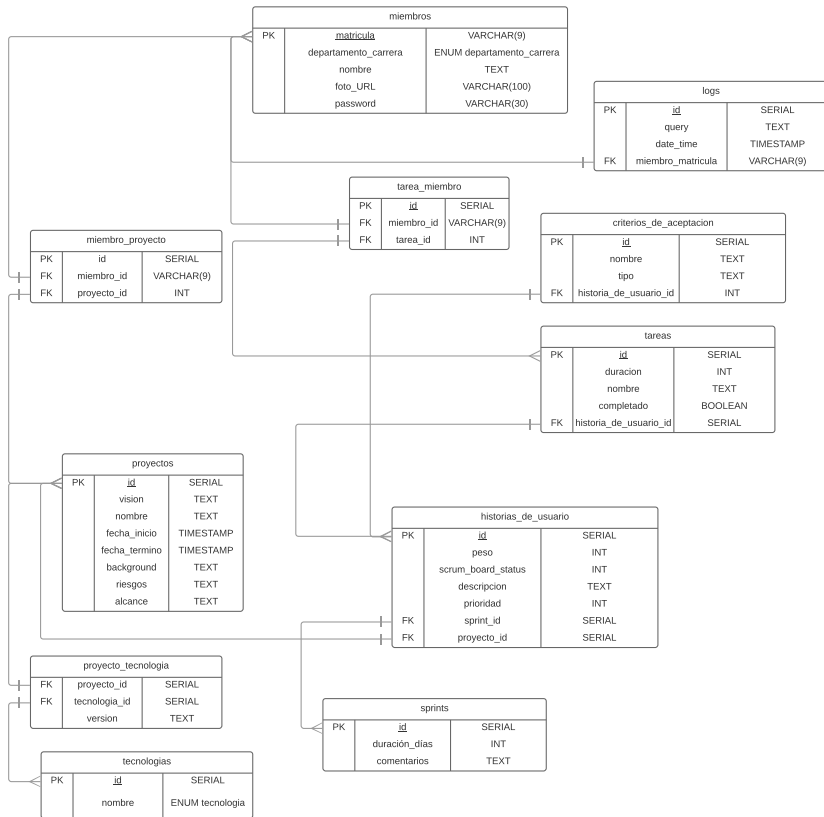 miembros
PK matricula VARCHAR(9)
departamento_carrera ENUM departamento_carrera
nombre TEXT
foto_URL VARCHAR(100)
password VARCHAR(30)
logs
PK id SERIAL
query TEXT
date_time TIMESTAMP
FK miembro_matricula VARCHAR(9)
tarea_miembro
PK id SERIAL
FK miembro_id VARCHAR(9)
FK tarea_id INT
criterios_de_aceptacion
PK id SERIAL
nombre TEXT
tipo TEXT
FK historia_de_usuario_id INT
miembro_proyecto
PK id SERIAL
FK miembro_id VARCHAR(9)
FK proyecto_id INT
tareas
PK id SERIAL
duracion INT
nombre TEXT
completado BOOLEAN
FK historia_de_usuario_id SERIAL
proyectos
PK id SERIAL
vision TEXT
nombre TEXT
fecha_inicio TIMESTAMP
fecha_termino TIMESTAMP
background TEXT
riesgos TEXT
alcance TEXT
historias_de_usuario
PK id SERIAL
peso INT
scrum_board_status INT
descripcion TEXT
prioridad INT
FK sprint_id SERIAL
FK proyecto_id SERIAL
proyecto_tecnologia
FK proyecto_id SERIAL
FK tecnologia_id SERIAL
version TEXT
sprints
PK id SERIAL
duración_días INT
comentarios TEXT
tecnologias
PK id SERIAL
nombre ENUM tecnologia